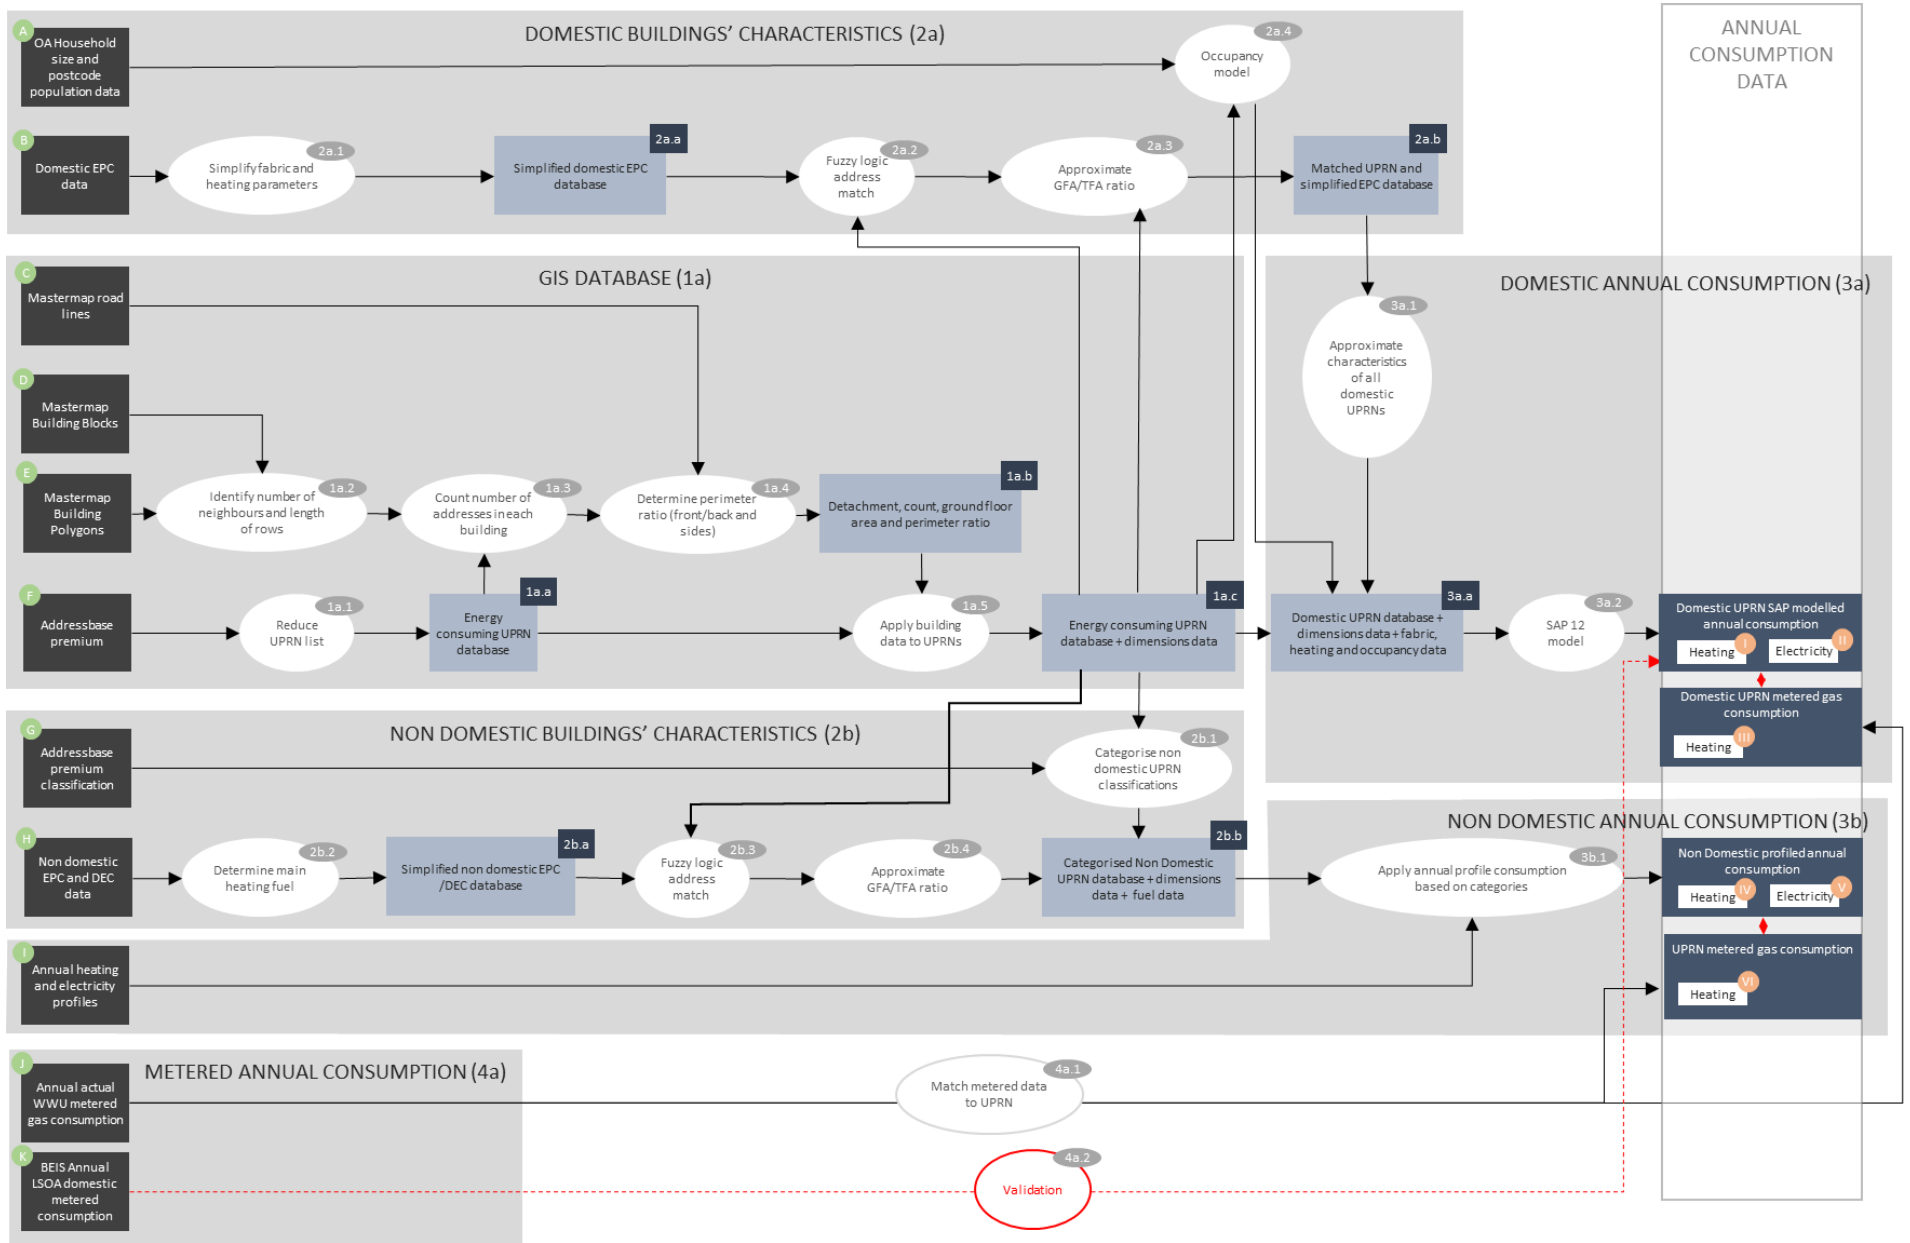 A
OA Household
size and
postcode
population data
DOMESTIC BUILDINGS’ CHARACTERISTICS (2a)
2a.4
Occupancy
model
ANNUAL
CONSUMPTION
DATA
B
Domestic EPC
data
2a.1
Simplify fabric and
heating parameters
2a.a
Simplified domestic EPC
database
2a.2
Fuzzy logic
address
match
2a.3
Approximate
GFA/TFA ratio
2a.b
Matched UPRN and
simplified EPC database
C
Mastermap road
lines
GIS DATABASE (1a)
DOMESTIC ANNUAL CONSUMPTION (3a)
3a.1
Approximate
characteristics
of all
domestic
UPRNs
D
Mastermap
Building Blocks
E
Mastermap
Building
Polygons
1a.2
Identify number of
neighbours and length
of rows
1a.3
Count number of
addresses in each
building
1a.4
Determine perimeter
ratio (front/back and
sides)
1a.b
Detachment, count, ground floor
area and perimeter ratio
F
Addressbase
premium
1a.1
Reduce
UPRN list
1a.a
Energy
consuming UPRN
database
1a.5
Apply building
data to UPRNs
1a.c
Energy consuming UPRN
database + dimensions data
3a.a
Domestic UPRN database +
dimensions data + fabric,
heating and occupancy data
3a.2
SAP 12
model
Domestic UPRN SAP modelled
annual consumption
Heating
I
Electricity
II
Domestic UPRN metered gas
consumption
Heating
III
G
Addressbase
premium
classification
NON DOMESTIC BUILDINGS’ CHARACTERISTICS (2b)
2b.1
Categorise non
domestic UPRN
classifications
H
Non domestic
EPC and DEC
data
2b.2
Determine main
heating fuel
2b.a
Simplified non domestic EPC
/DEC database
2b.3
Fuzzy logic
address
match
2b.4
Approximate
GFA/TFA ratio
2b.b
Categorised Non Domestic
UPRN database + dimensions
data + fuel data
NON DOMESTIC ANNUAL CONSUMPTION (3b)
3b.1
Apply annual profile consumption
based on categories
Non Domestic profiled annual
consumption
Heating
IV
Electricity
V
UPRN metered gas consumption
Heating
VI
I
Annual heating
and electricity
profiles
METERED ANNUAL CONSUMPTION (4a)
J
Annual actual
WWU metered
gas consumption
4a.1
Match metered data
to UPRN
K
BEIS Annual
LSOA domestic
metered
consumption
4a.2
Validation